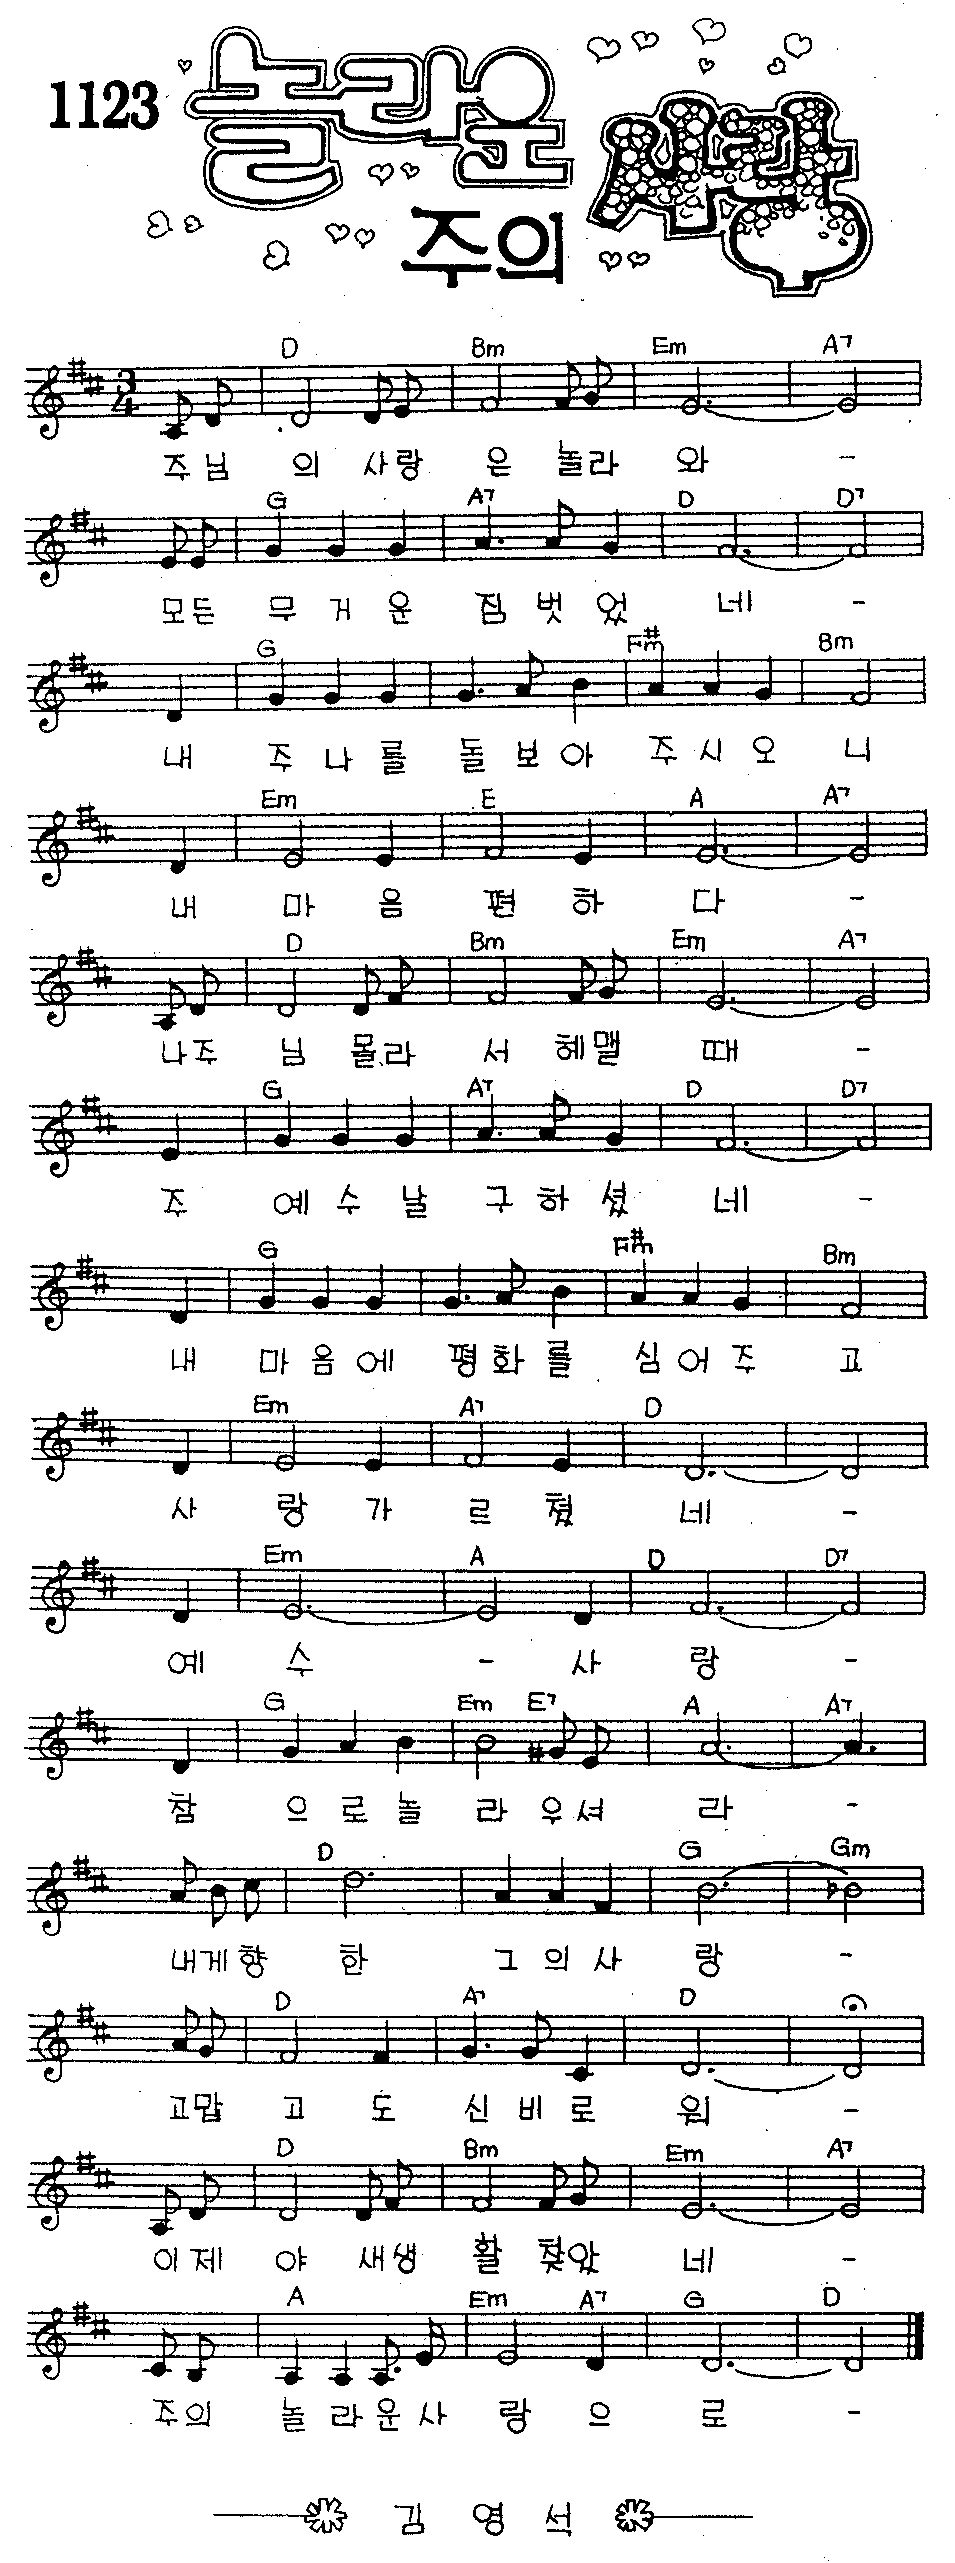 1123 놀라운 주의 사랑
D Bm Em A7
주님 의 사랑 은 놀라 와 -
G A7 D D7
모든 무 거 운 짐 벗 었 네 -
G F#m Bm
내 주 나 를 돌 보 아 주 시 오 니
Em E A A7
내 마 음 편 하 다 -
D Bm Em A7
나주 님 몰라 서 헤맬 때 -
G A7 D D7
주 예 수 날 구 하 셨 네 -
G F#m Bm
내 마 음 에 평 화 를 심 어 주 고
Em A7 D
사 랑 가 르 쳤 네 -
Em A D D7
예 수 - 사 랑 -
G Em E7 A A7
참 으 로 놀 라 우 셔 라 -
D G Gm
내게 향 한 그 의 사 랑 -
D A7 D
고맙 고 도 신 비 로 워 -
D Bm Em A7
이제 야 새생 활 찾았 네 -
A Em A7 G D
주의 놀 라 운 사 랑 으 로 -
김 영 석